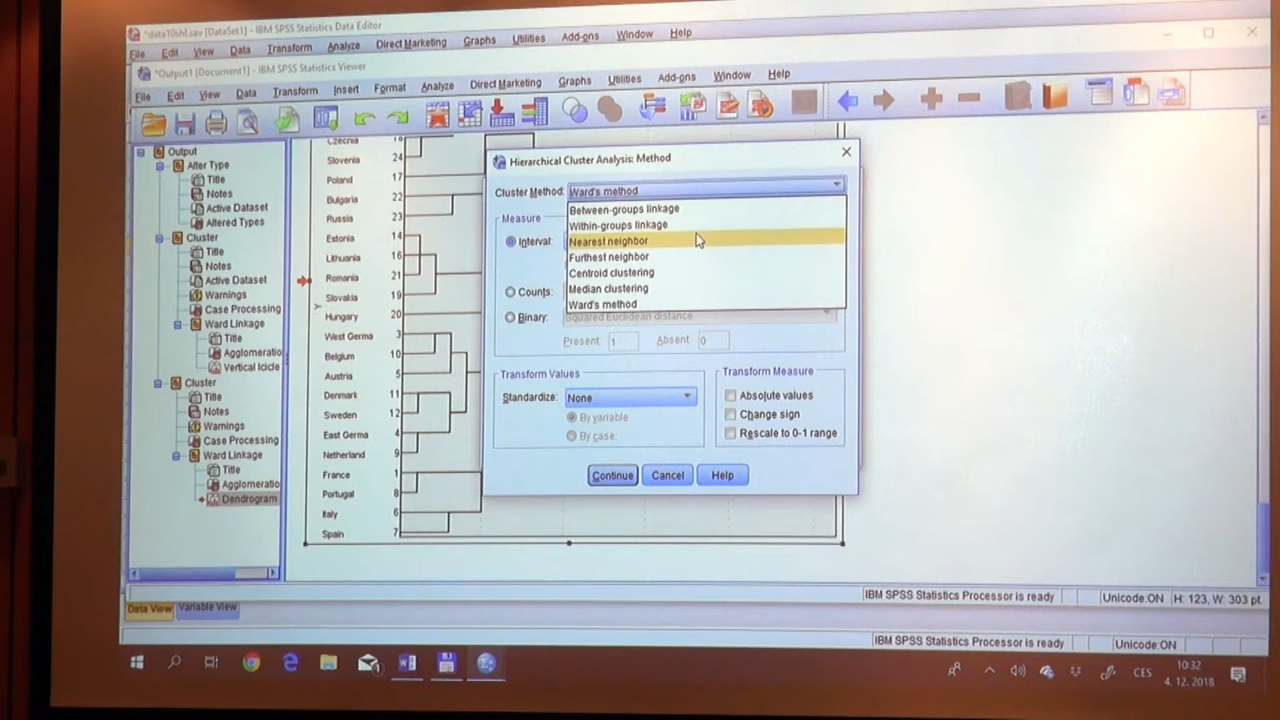 *data10shl.sav [DataSet1] - IBM SPSS Statistics Data Editor
File Edit View Data Transform Analyze Direct Marketing Graphs Utilities Add-ons Window Help
*Output1 [Document1] - IBM SPSS Statistics Viewer
File Edit View Data Transform Insert Format Analyze Direct Marketing Graphs Utilities Add-ons Window Help
Output
Alter Type
Title
Notes
Active Dataset
Altered Types
Cluster
Title
Notes
Active Dataset
Warnings
Case Processing
Ward Linkage
Title
Agglomeratio
Vertical Icicle
Cluster
Title
Notes
Warnings
Case Processing
Ward Linkage
Title
Agglomeratio
Dendrogram
Slovenia 24
Poland 17
Bulgaria 22
Russia 23
Estonia 14
Lithuania 16
Romania 21
Slovakia 19
Y
Hungary 20
West Germa 3
Belgium 10
Austria 5
Denmark 11
Sweden 12
East Germa 4
Netherland 9
France 1
Portugal 8
Italy 6
Spain 7
Hierarchical Cluster Analysis: Method
Cluster Method: Ward's method
Between-groups linkage
Within-groups linkage
Nearest neighbor
Furthest neighbor
Centroid clustering
Median clustering
Ward's method
Measure
Interval:
Counts:
Binary: Squared Euclidean distance
Present: 1 Absent: 0
Transform Values
Standardize: None
By variable
By case:
Transform Measure
Absolute values
Change sign
Rescale to 0-1 range
Continue Cancel Help
IBM SPSS Statistics Processor is ready Unicode:ON H: 123, W: 303 pt.
Data View Variable View
IBM SPSS Statistics Processor is ready Unicode:ON
CES
10:32
4. 12. 2018